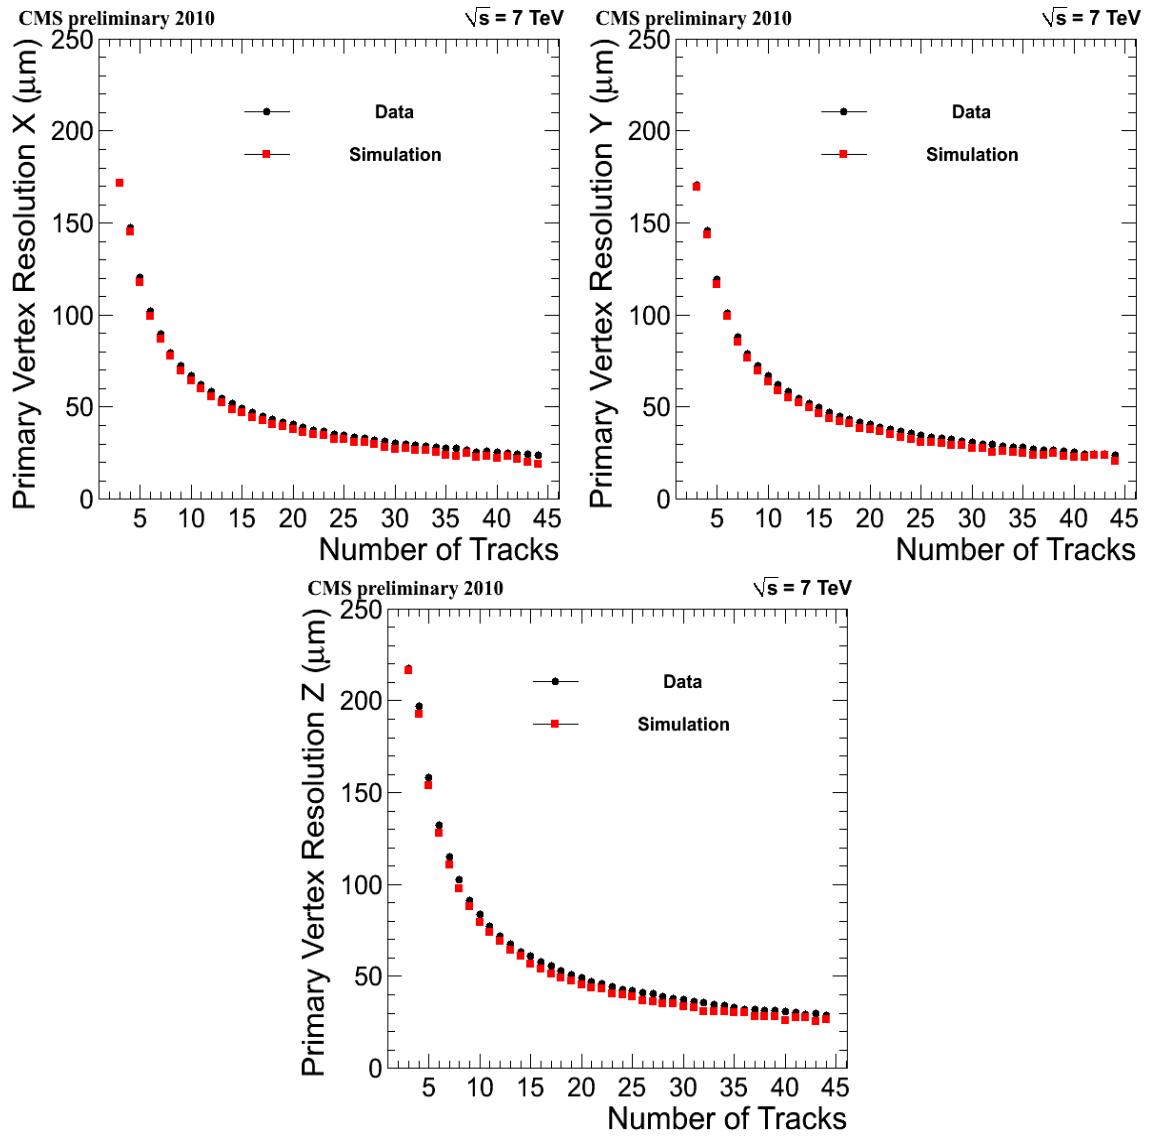 CMS preliminary 2010
√s = 7 TeV
Primary Vertex Resolution X (μm)
250
200
150
100
50
0
Data
Simulation
5 10 15 20 25 30 35 40 45
Number of Tracks
CMS preliminary 2010
√s = 7 TeV
Primary Vertex Resolution Y (μm)
250
200
150
100
50
0
Data
Simulation
5 10 15 20 25 30 35 40 45
Number of Tracks
CMS preliminary 2010
√s = 7 TeV
Primary Vertex Resolution Z (μm)
250
200
150
100
50
0
Data
Simulation
5 10 15 20 25 30 35 40 45
Number of Tracks